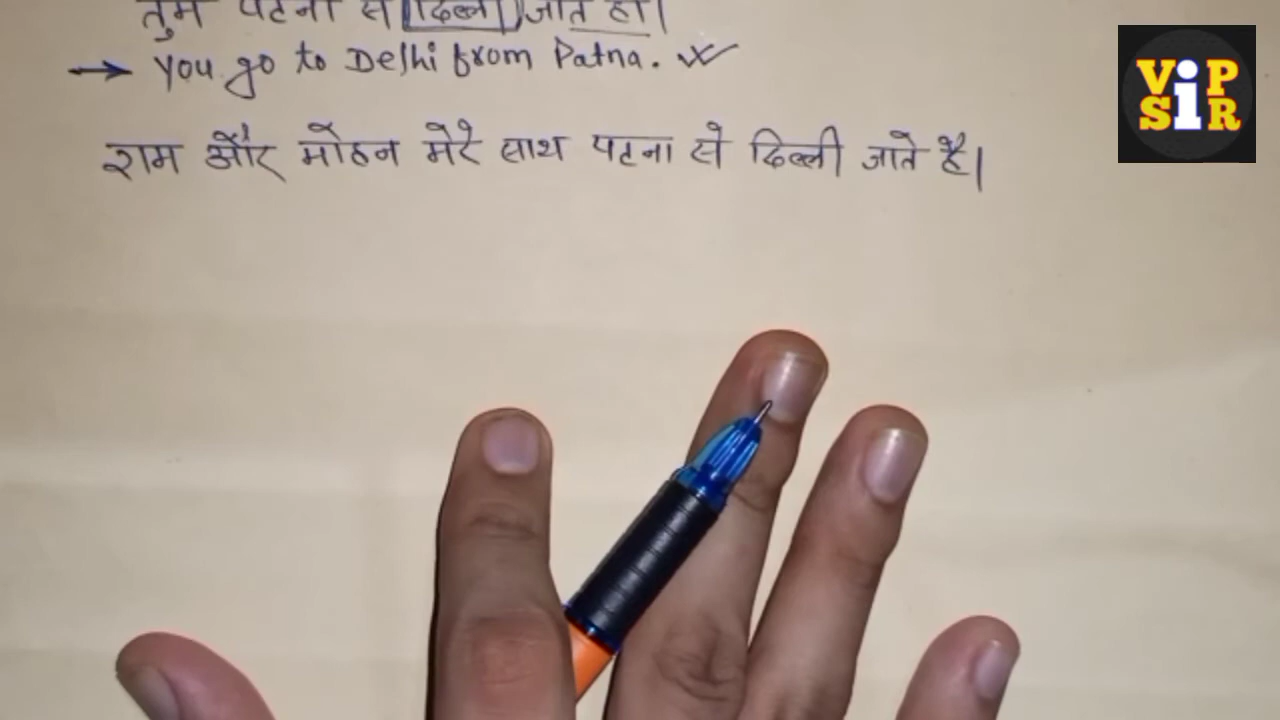 तुम पटना से दिल्ली जाते हो।
→ You go to Delhi from Patna.
राम और मोहन मेरे साथ पटना से दिल्ली जाते है।
ViP
SiR